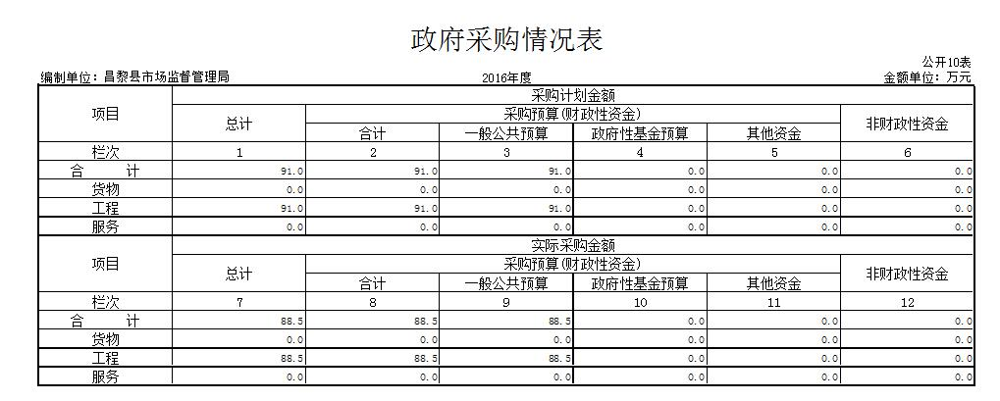 政府采购情况表
公开10表
编制单位：昌黎县市场监督管理局 2016年度 金额单位：万元
项目 采购计划金额
总计 采购预算(财政性资金) 非财政性资金
合计 一般公共预算 政府性基金预算 其他资金
栏次 1 2 3 4 5 6
合 计 91.0 91.0 91.0 0.0 0.0 0.0
货物 0.0 0.0 0.0 0.0 0.0 0.0
工程 91.0 91.0 91.0 0.0 0.0 0.0
服务 0.0 0.0 0.0 0.0 0.0 0.0
项目 实际采购金额
总计 采购预算(财政性资金) 非财政性资金
合计 一般公共预算 政府性基金预算 其他资金
栏次 7 8 9 10 11 12
合 计 88.5 88.5 88.5 0.0 0.0 0.0
货物 0.0 0.0 0.0 0.0 0.0 0.0
工程 88.5 88.5 88.5 0.0 0.0 0.0
服务 0.0 0.0 0.0 0.0 0.0 0.0